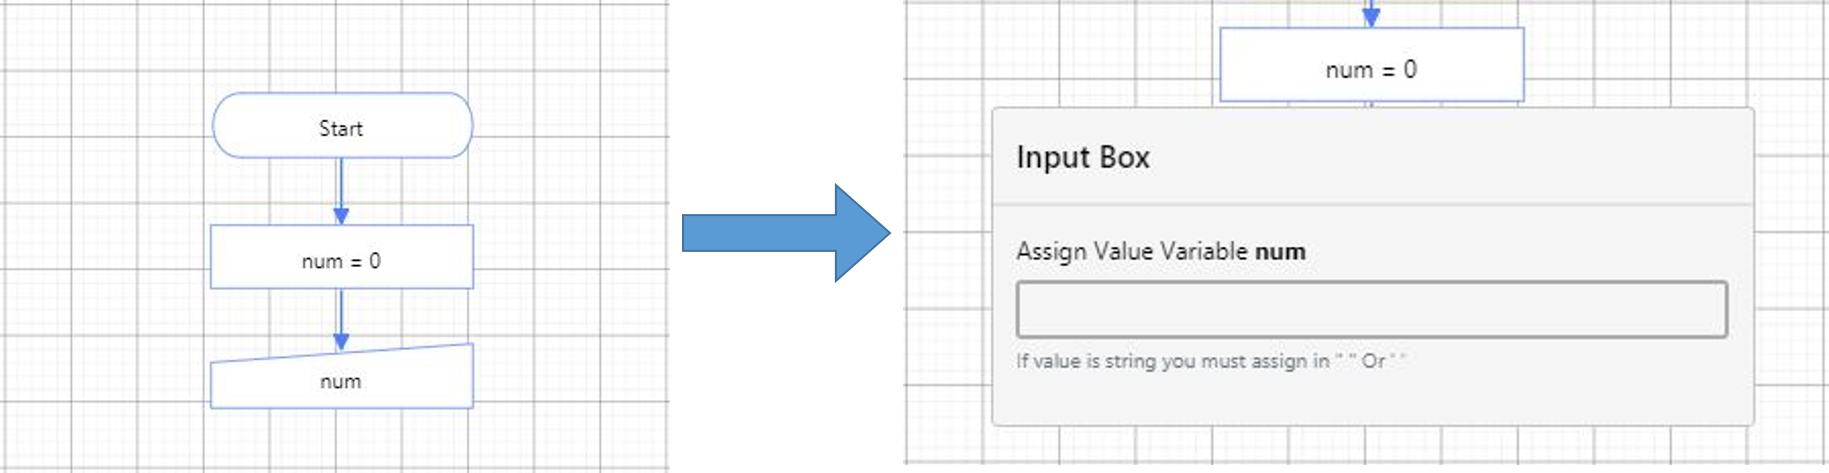 Start
num = 0
num
num = 0
Input Box
Assign Value Variable num
If value is string you must assign in " " Or ' '